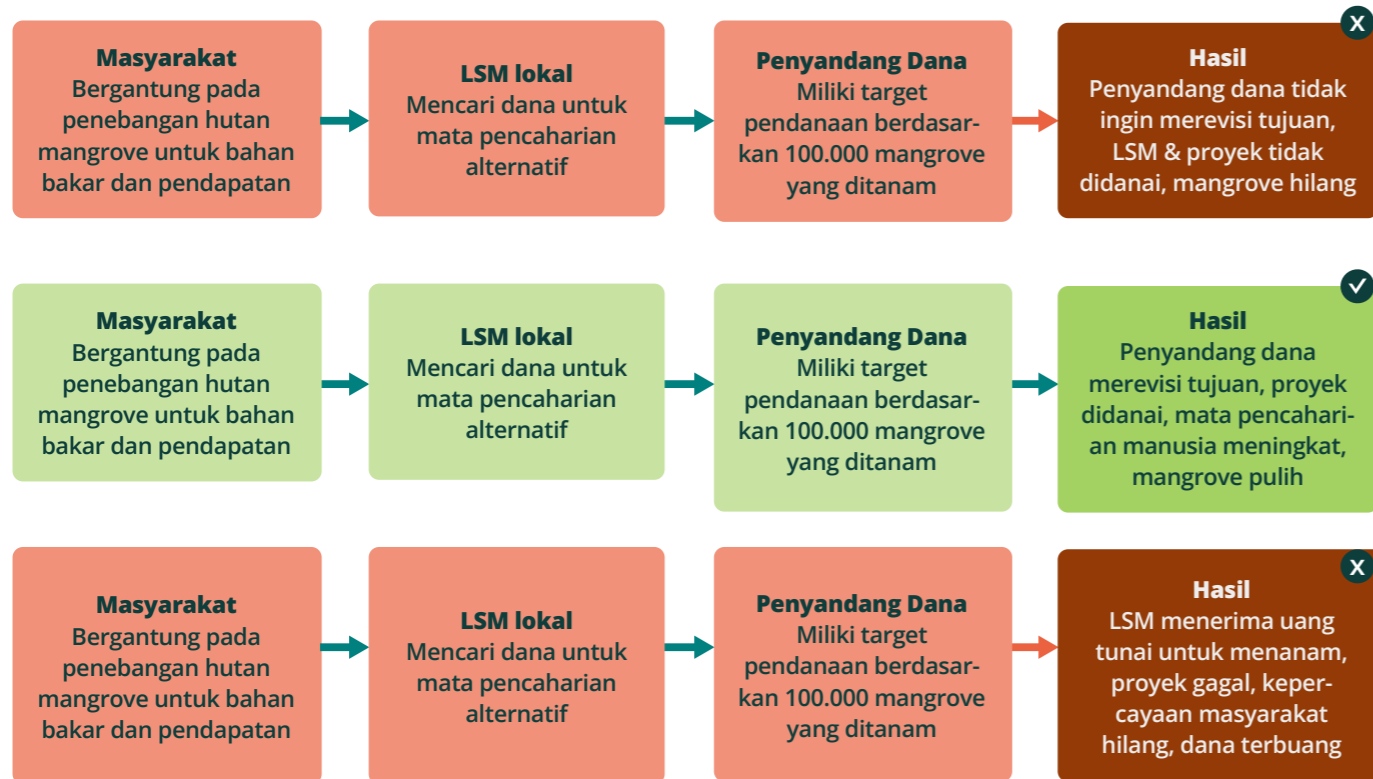 Masyarakat
Bergantung pada
penebangan hutan
mangrove untuk bahan
bakar dan pendapatan
LSM lokal
Mencari dana untuk
mata pencaharian
alternatif
Penyandang Dana
Miliki target
pendanaan berdasar-
kan 100.000 mangrove
yang ditanam
X
Hasil
Penyandang dana tidak
ingin merevisi tujuan,
LSM & proyek tidak
didanai, mangrove hilang
Masyarakat
Bergantung pada
penebangan hutan
mangrove untuk bahan
bakar dan pendapatan
LSM lokal
Mencari dana untuk
mata pencaharian
alternatif
Penyandang Dana
Miliki target
pendanaan berdasar-
kan 100.000 mangrove
yang ditanam
Hasil
Penyandang dana
merevisi tujuan, proyek
didanai, mata pencahari-
an manusia meningkat,
mangrove pulih
Masyarakat
Bergantung pada
penebangan hutan
mangrove untuk bahan
bakar dan pendapatan
LSM lokal
Mencari dana untuk
mata pencaharian
alternatif
Penyandang Dana
Miliki target
pendanaan berdasar-
kan 100.000 mangrove
yang ditanam
X
Hasil
LSM menerima uang
tunai untuk menanam,
proyek gagal, keper-
cayaan masyarakat
hilang, dana terbuang